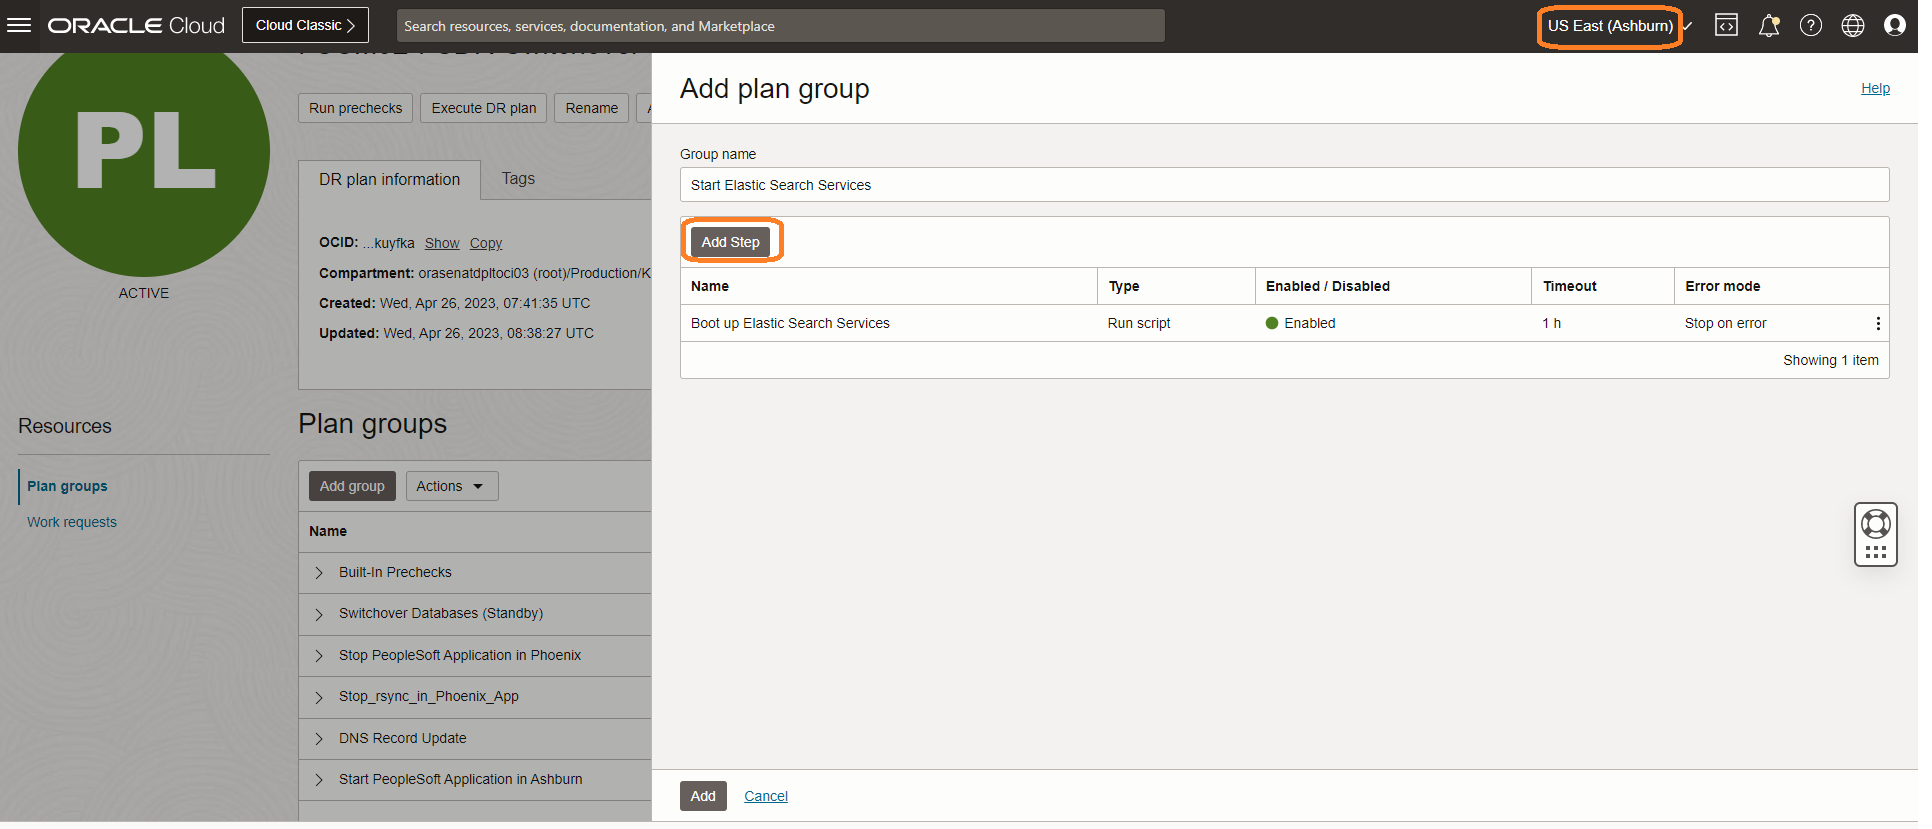 ORACLE Cloud
Cloud Classic
Search resources, services, documentation, and Marketplace
US East (Ashburn)
PL
ACTIVE
Run prechecks
Execute DR plan
Rename
DR plan information
Tags
OCID: ...kuyfka Show Copy
Compartment: orasenatdpltoci03 (root)/Production/K
Created: Wed, Apr 26, 2023, 07:41:35 UTC
Updated: Wed, Apr 26, 2023, 08:38:27 UTC
Resources
Plan groups
Work requests
Plan groups
Add group
Actions
Name
Built-In Prechecks
Switchover Databases (Standby)
Stop PeopleSoft Application in Phoenix
Stop_rsync_in_Phoenix_App
DNS Record Update
Start PeopleSoft Application in Ashburn
Add plan group
Help
Group name
Start Elastic Search Services
Add Step
Name Type Enabled / Disabled Timeout Error mode
Boot up Elastic Search Services Run script Enabled 1 h Stop on error
Showing 1 item
Add
Cancel